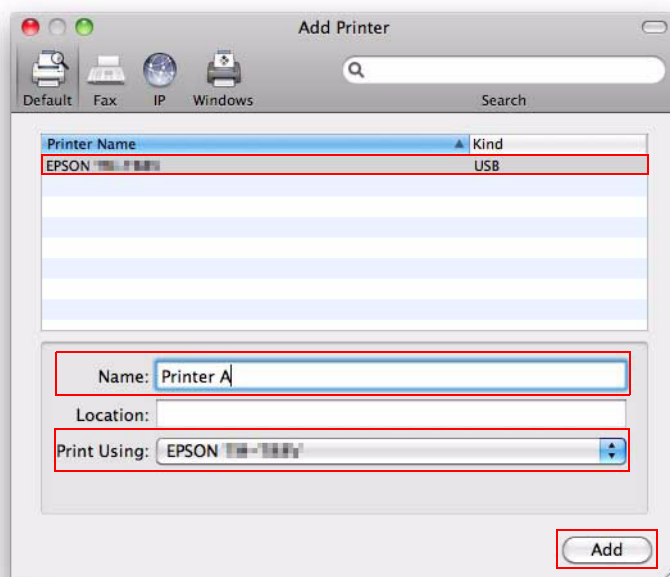 Add Printer
Default Fax IP Windows Search
Printer Name Kind
EPSON USB
Name: Printer A
Location:
Print Using: EPSON
Add